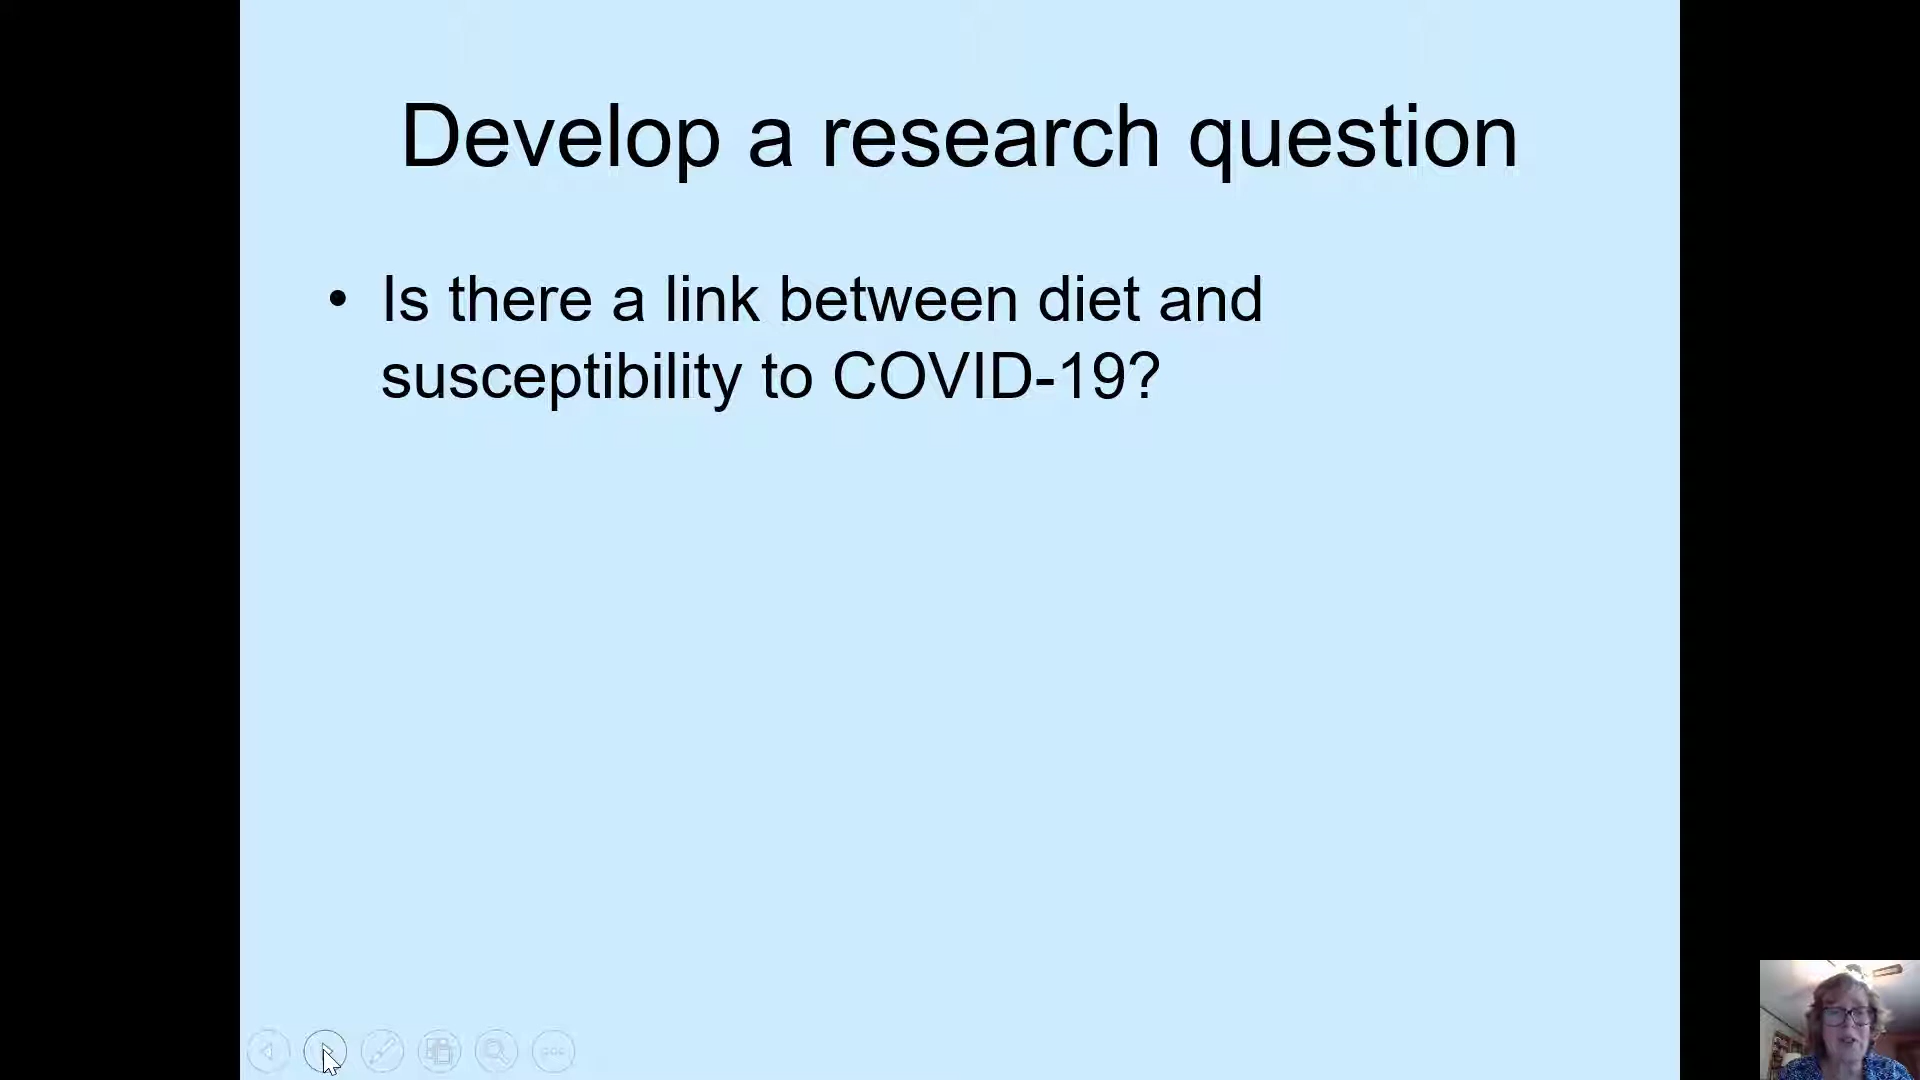 Develop a research question
• Is there a link between diet and
susceptibility to COVID-19?